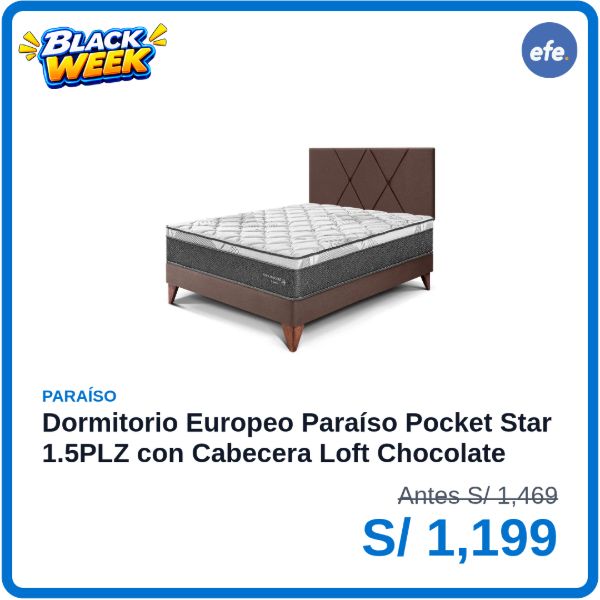 BLACK
WEEK
efe.
PARAÍSO
Dormitorio Europeo Paraíso Pocket Star
1.5PLZ con Cabecera Loft Chocolate
Antes S/ 1,469
S/ 1,199